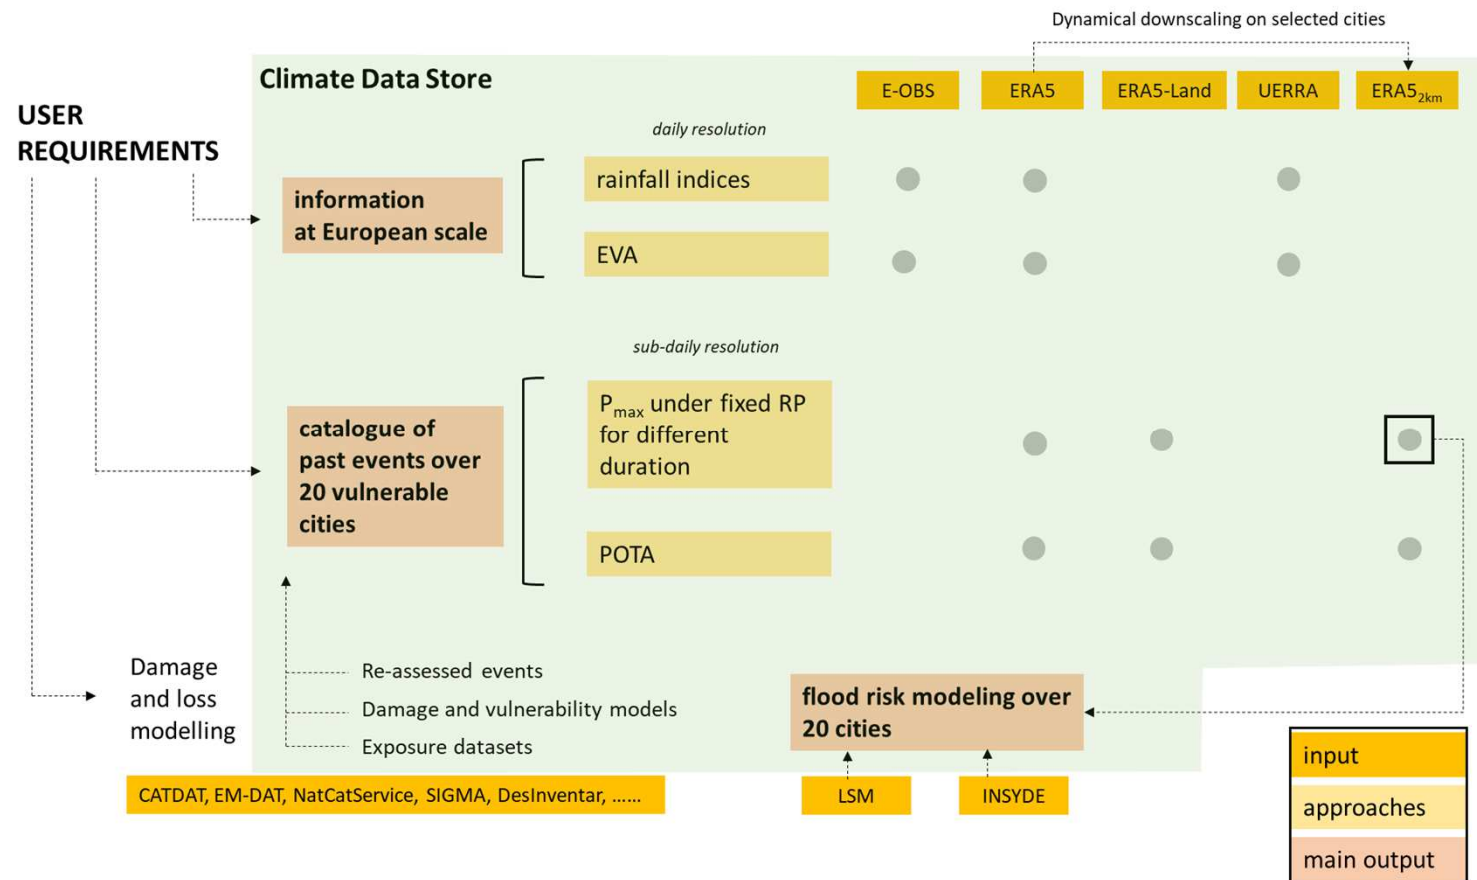 Dynamical downscaling on selected cities
Climate Data Store
E-OBS
ERA5
ERA5-Land
UERRA
ERA52km
USER
REQUIREMENTS
daily resolution
rainfall indices
information
at European scale
EVA
sub-daily resolution
Pmax under fixed RP
for different
duration
catalogue of
past events over
20 vulnerable
cities
POTA
Damage
and loss
modelling
Re-assessed events
Damage and vulnerability models
Exposure datasets
flood risk modeling over
20 cities
CATDAT, EM-DAT, NatCatService, SIGMA, DesInventar, ......
LSM
INSYDE
input
approaches
main output